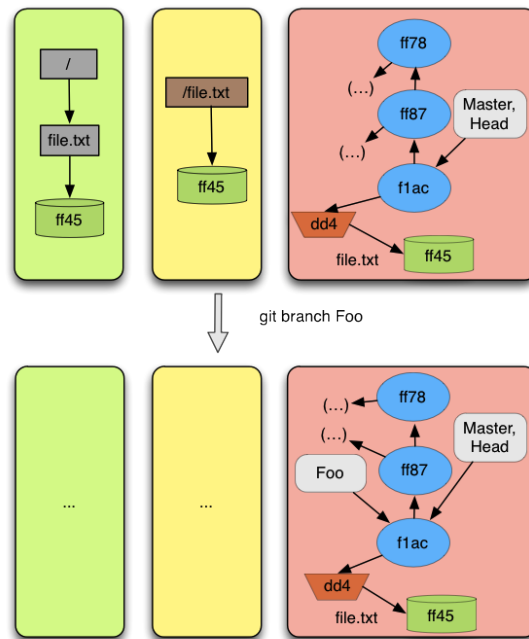 /
file.txt
ff45
/file.txt
ff45
ff78
(...)
ff87
Master,
Head
(...)
f1ac
dd4
file.txt
ff45
git branch Foo
...
...
ff78
(...)
(...)
Master,
Head
ff87
Foo
f1ac
dd4
file.txt
ff45